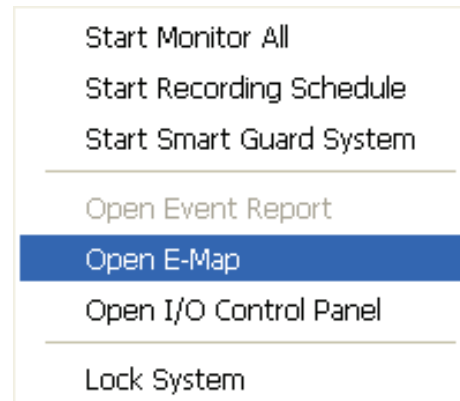 Start Monitor All
Start Recording Schedule
Start Smart Guard System
Open Event Report
Open E-Map
Open I/O Control Panel
Lock System